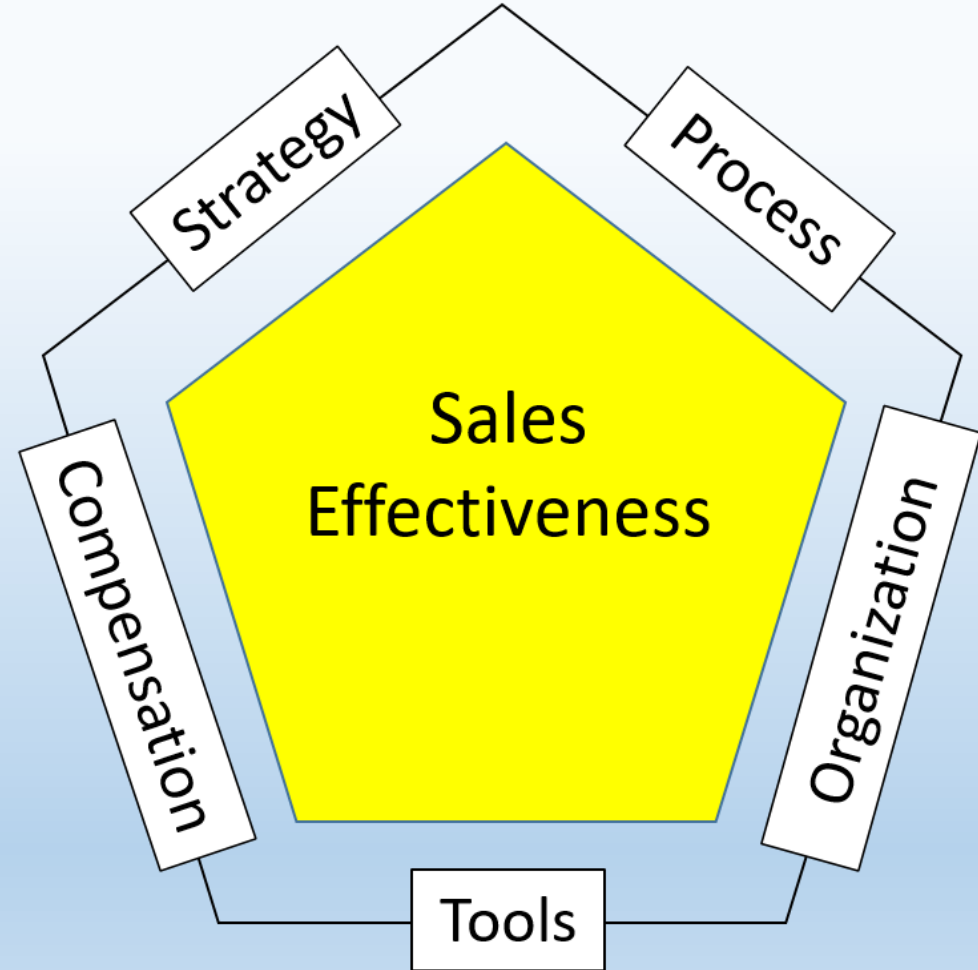 Strategy
Process
Sales
Effectiveness
Compensation
Organization
Tools